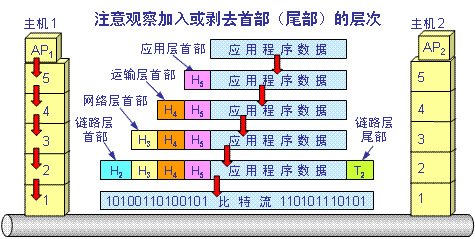 注意观察加入或剥去首部（尾部）的层次
主机1
主机2
AP1
AP2
应用程序数据
应用层首部
H5 应用程序数据
运输层首部
H4 H5 应用程序数据
网络层首部
H3 H4 H5 应用程序数据
链路层
首部
链路层
尾部
H2 H3 H4 H5 应用程序数据 T2
10100110100101 比特流 110101110101
5
4
3
2
1
5
4
3
2
1